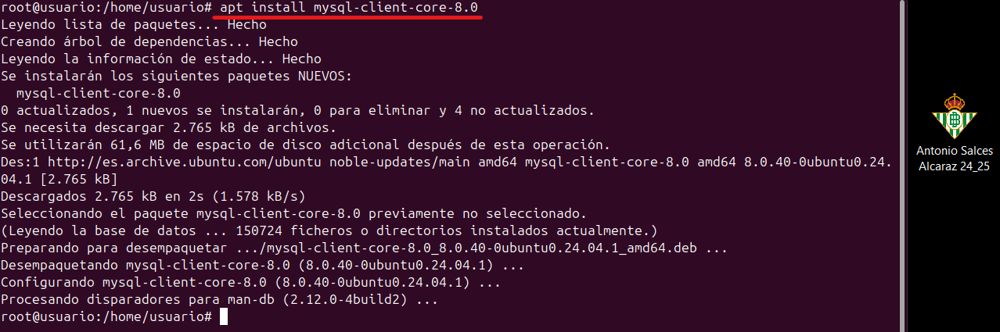 root@usuario:/home/usuario# apt install mysql-client-core-8.0
Leyendo lista de paquetes... Hecho
Creando árbol de dependencias... Hecho
Leyendo la información de estado... Hecho
Se instalarán los siguientes paquetes NUEVOS:
  mysql-client-core-8.0
0 actualizados, 1 nuevos se instalarán, 0 para eliminar y 4 no actualizados.
Se necesita descargar 2.765 kB de archivos.
Se utilizarán 61,6 MB de espacio de disco adicional después de esta operación.
Des:1 http://es.archive.ubuntu.com/ubuntu noble-updates/main amd64 mysql-client-core-8.0 amd64 8.0.40-0ubuntu0.24.
04.1 [2.765 kB]
Descargados 2.765 kB en 2s (1.578 kB/s)
Seleccionando el paquete mysql-client-core-8.0 previamente no seleccionado.
(Leyendo la base de datos ... 150724 ficheros o directorios instalados actualmente.)
Preparando para desempaquetar .../mysql-client-core-8.0_8.0.40-0ubuntu0.24.04.1_amd64.deb ...
Desempaquetando mysql-client-core-8.0 (8.0.40-0ubuntu0.24.04.1) ...
Configurando mysql-client-core-8.0 (8.0.40-0ubuntu0.24.04.1) ...
Procesando disparadores para man-db (2.12.0-4build2) ...
root@usuario:/home/usuario#
Antonio Salces
Alcaraz 24_25